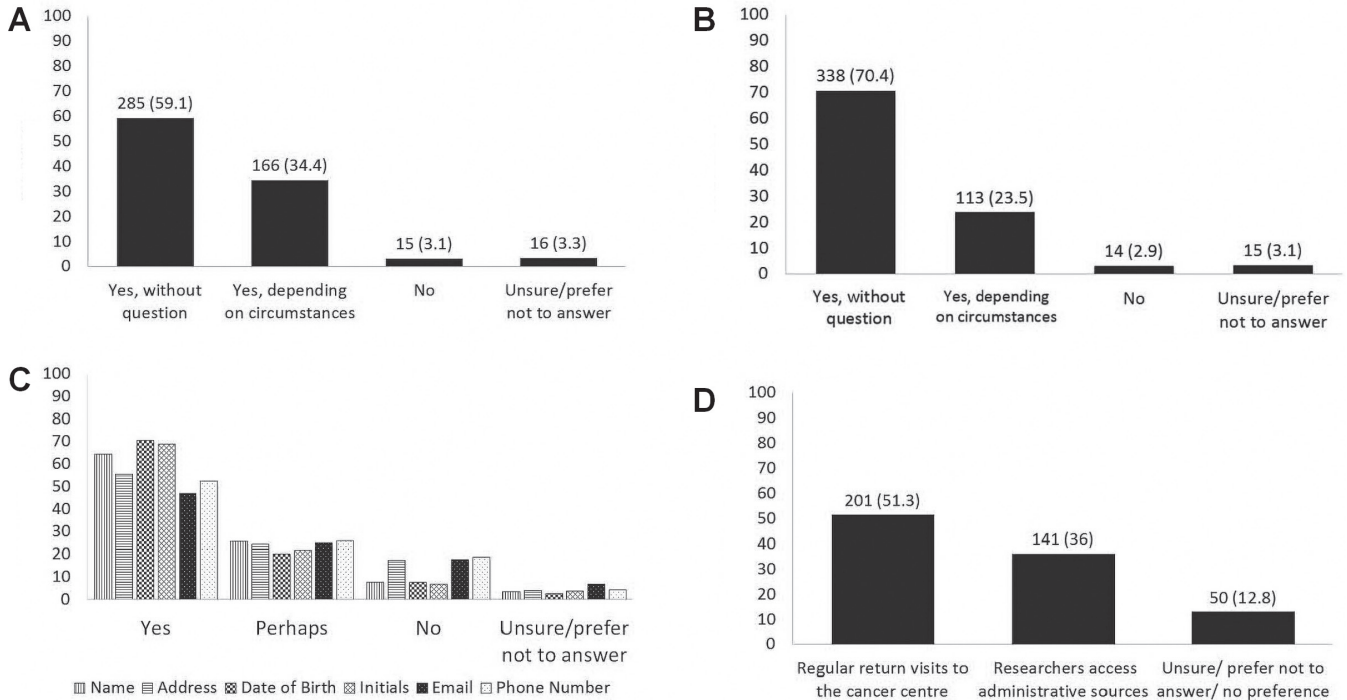 A
100
90
80
70
60
50
40
30
20
10
0
285 (59.1)
166 (34.4)
15 (3.1)
16 (3.3)
Yes, without
question
Yes, depending
on circumstances
No
Unsure/prefer
not to answer
B
100
90
80
70
60
50
40
30
20
10
0
338 (70.4)
113 (23.5)
14 (2.9)
15 (3.1)
Yes, without
question
Yes, depending
on circumstances
No
Unsure/prefer
not to answer
C
100
90
80
70
60
50
40
30
20
10
0
Yes
Perhaps
No
Unsure/prefer
not to answer
Name Address Date of Birth Initials Email Phone Number
D
100
90
80
70
60
50
40
30
20
10
0
201 (51.3)
141 (36)
50 (12.8)
Regular return visits to
the cancer centre
Researchers access
administrative sources
Unsure/ prefer not to
answer/ no preference